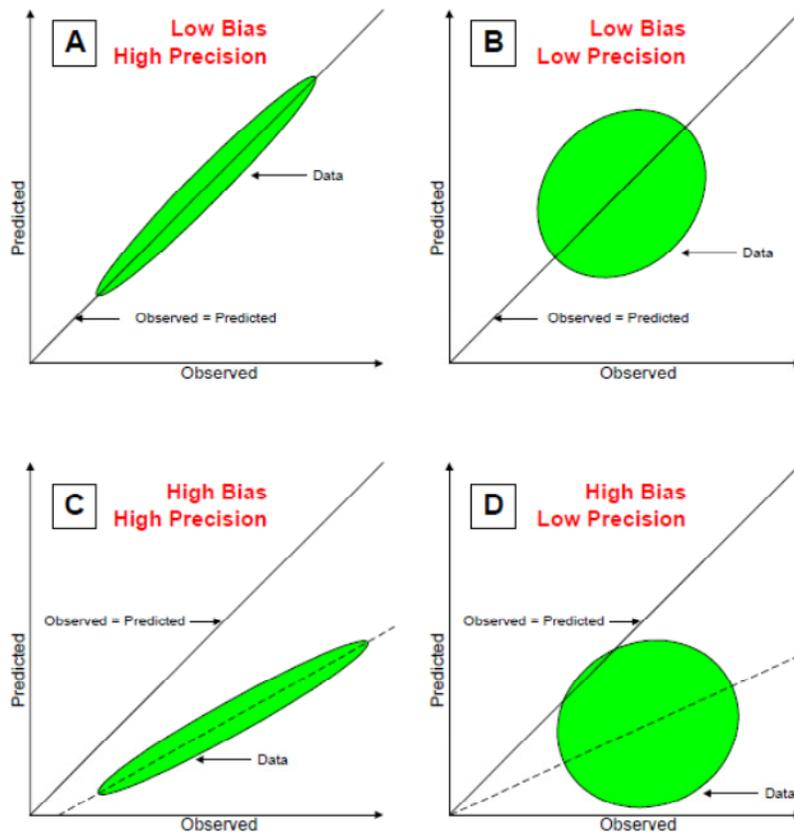 A
Low Bias
High Precision
Data
Predicted
Observed = Predicted
Observed
B
Low Bias
Low Precision
Data
Predicted
Observed = Predicted
Observed
C
High Bias
High Precision
Observed = Predicted
Predicted
Data
Observed
D
High Bias
Low Precision
Observed = Predicted
Predicted
Data
Observed